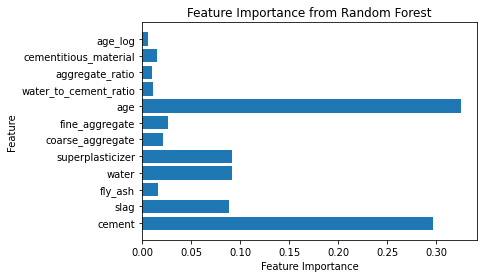 Feature Importance from Random Forest
age_log
cementitious_material
aggregate_ratio
water_to_cement_ratio
age
fine_aggregate
coarse_aggregate
superplasticizer
water
fly_ash
slag
cement
Feature
0.00 0.05 0.10 0.15 0.20 0.25 0.30
Feature Importance